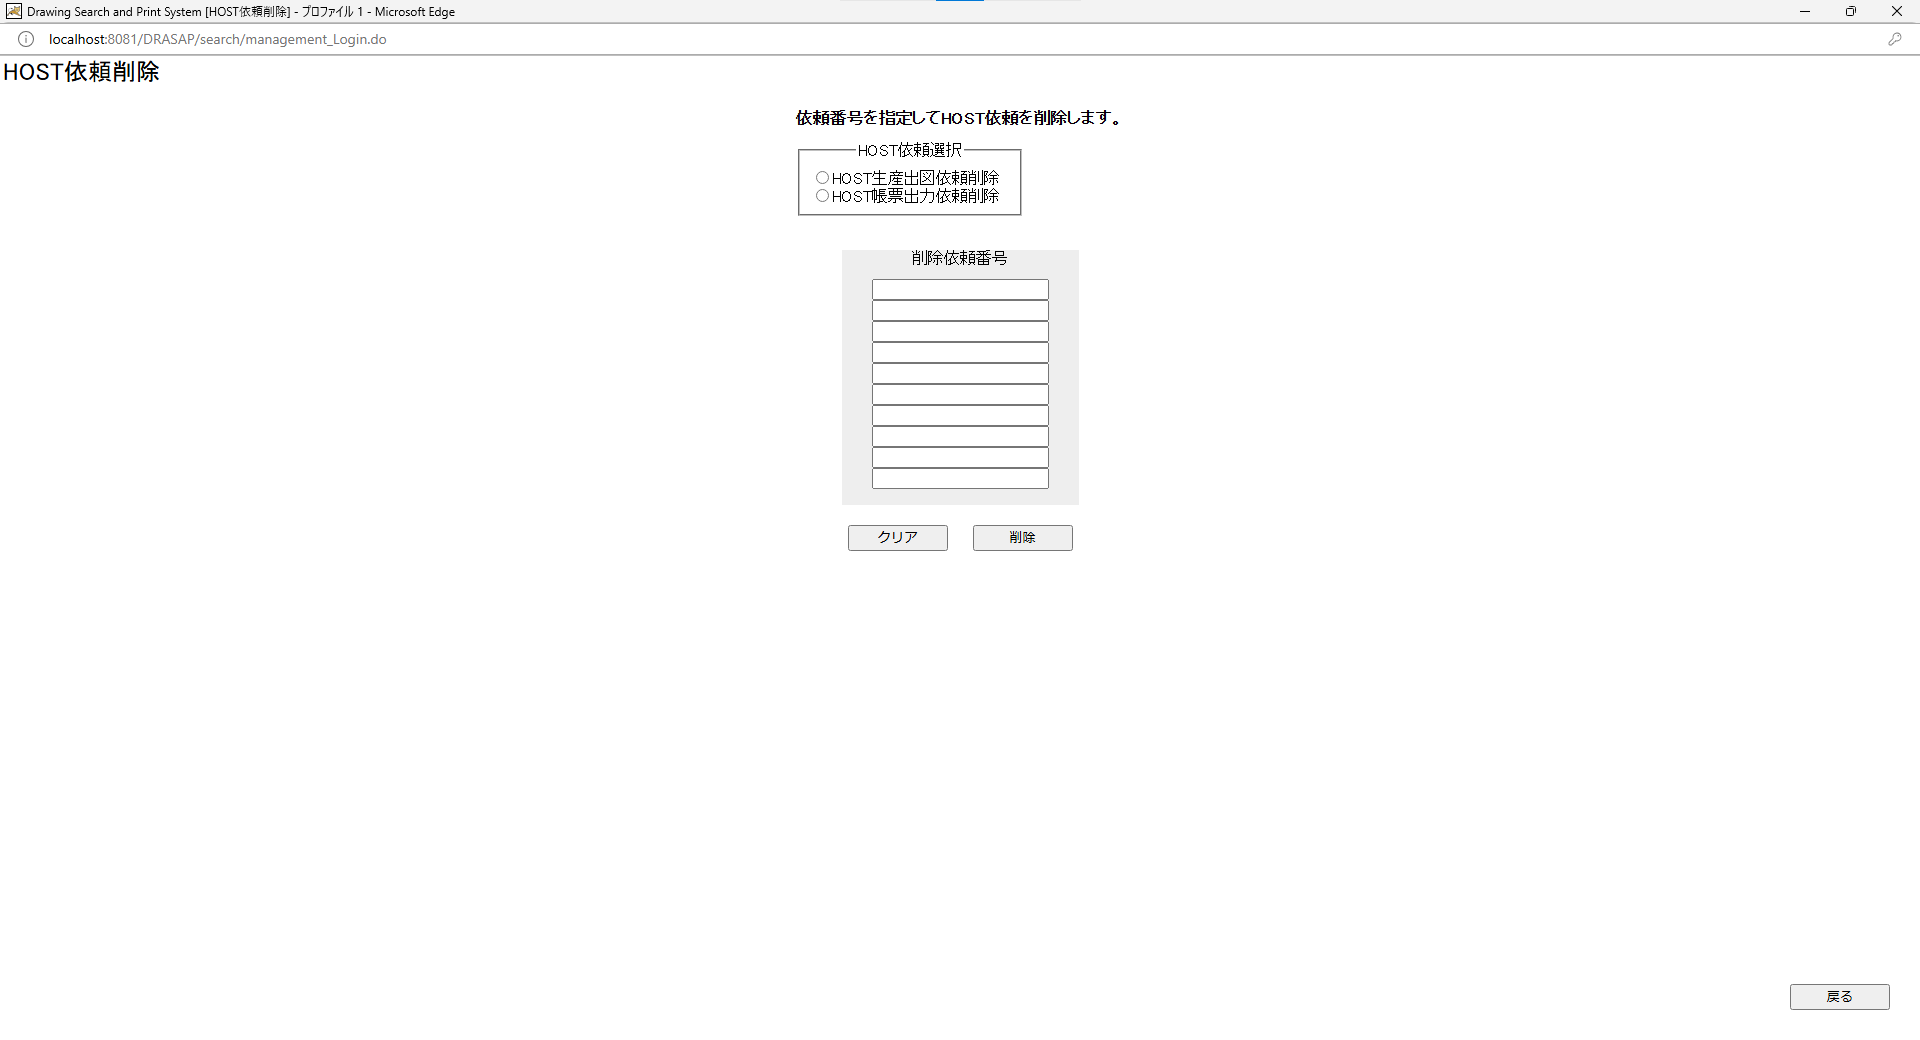 Drawing Search and Print System [HOST依頼削除] - プロファイル 1 - Microsoft Edge
localhost:8081/DRASAP/search/management_Login.do
HOST依頼削除
依頼番号を指定してHOST依頼を削除します。
HOST依頼選択
HOST生産出図依頼削除
HOST帳票出力依頼削除
削除依頼番号
クリア 削除
戻る